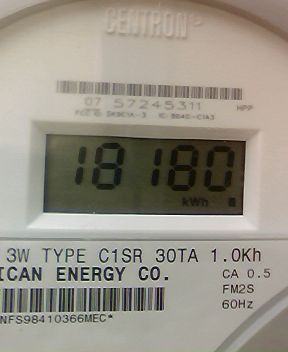 CENTRON®
07 57245311 HPP
18180
kWh
3W TYPE C1SR 30TA 1.0Kh
ICAN ENERGY CO. CA 0.5
FM2S
60Hz
NFS98410366MEC*